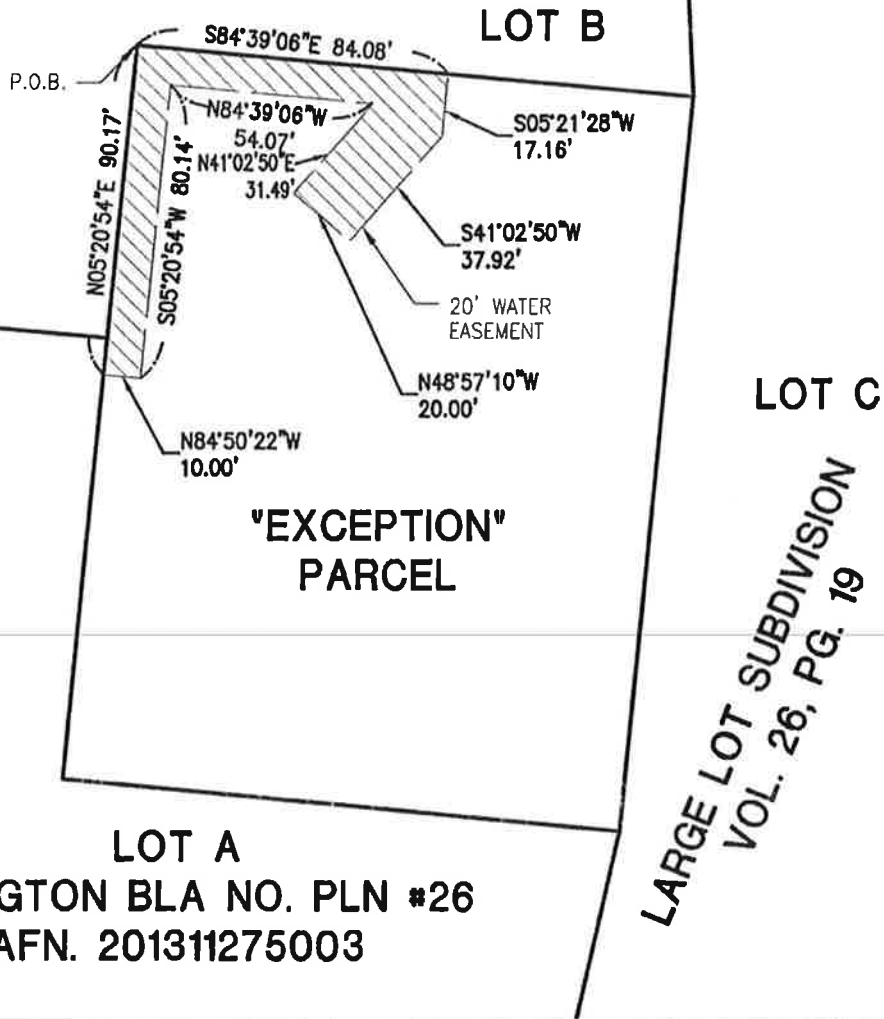 LOT B
S84°39'06"E 84.08'
P.O.B.
N84°39'06"W
54.07'
N41°02'50"E
31.49'
S05°21'28"W
17.16'
N05°20'54"E 90.17'
S05°20'54"W 80.14'
S41°02'50"W
37.92'
20' WATER
EASEMENT
N48°57'10"W
20.00'
LOT C
N84°50'22"W
10.00'
"EXCEPTION"
PARCEL
LARGE LOT SUBDIVISION
VOL. 26, PG. 19
LOT A
GTON BLA NO. PLN #26
AFN. 201311275003